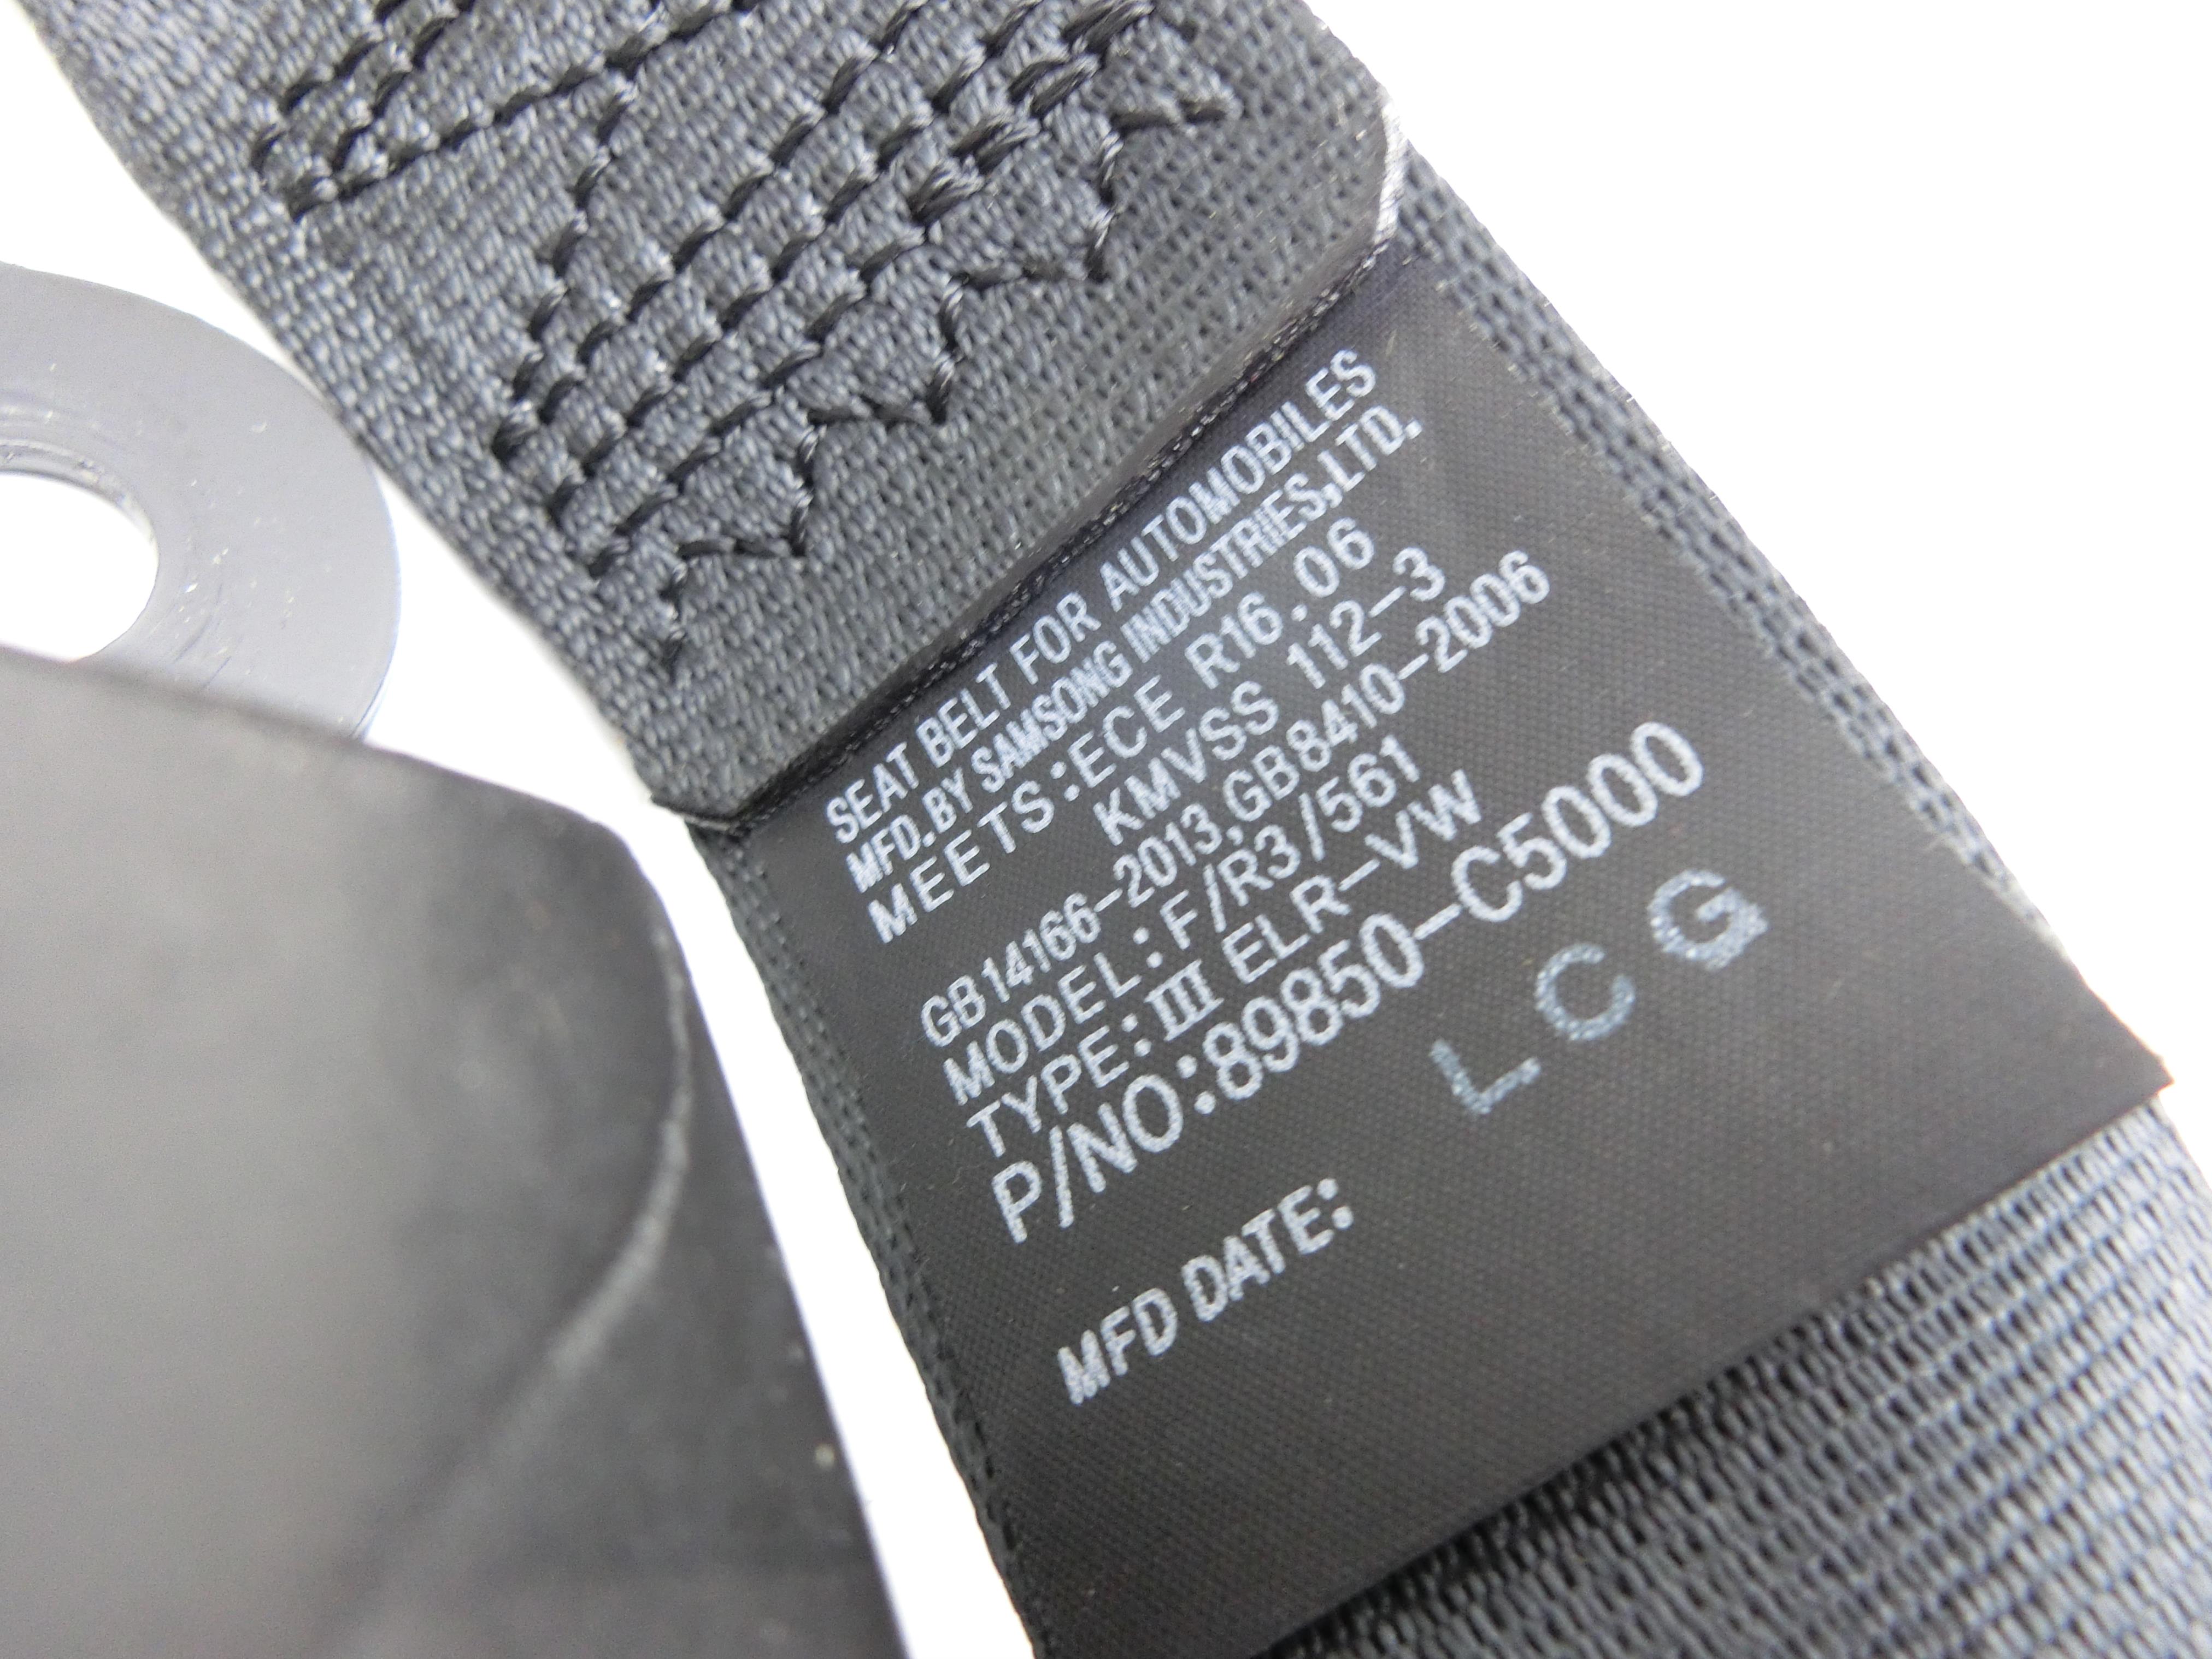 SEAT BELT FOR AUTOMOBILES
MFD.BY SAMSONG INDUSTRIES,LTD.
MEETS:ECE R16.06
KMVSS 112-3
GB14166-2013,GB8410-2006
MODEL:F/R3/561
TYPE:III ELR-VW
P/NO:89850-C5000
L C G
MFD DATE: